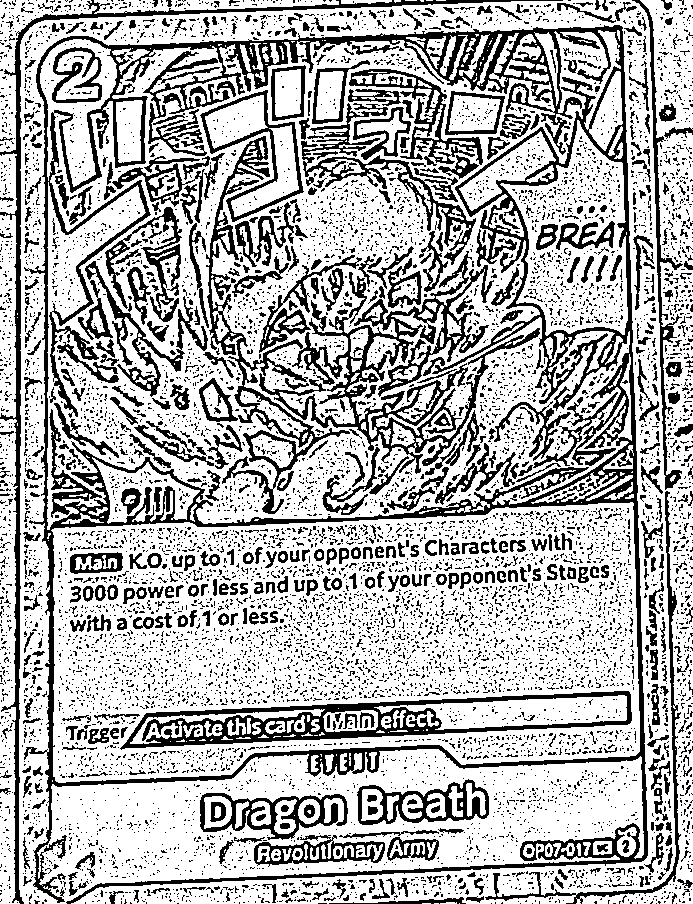 2
...
BREAT
!!!!
?!!!
Main K.O. up to 1 of your opponent's Characters with
3000 power or less and up to 1 of your opponent's Stages
with a cost of 1 or less.
Trigger Activate this card's [Main] effect.
EVENT
Dragon Breath
Revolutionary Army
OP07-017 C 2